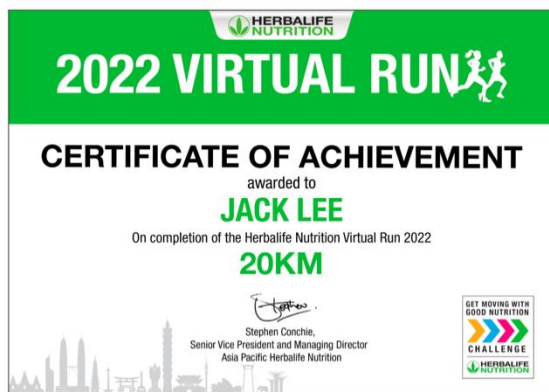 HERBALIFE
NUTRITION
2022 VIRTUAL RUN
CERTIFICATE OF ACHIEVEMENT
awarded to
JACK LEE
On completion of the Herbalife Nutrition Virtual Run 2022
20KM
Stephen Conchie,
Senior Vice President and Managing Director
Asia Pacific Herbalife Nutrition
GET MOVING WITH
GOOD NUTRITION
CHALLENGE
HERBALIFE
NUTRITION